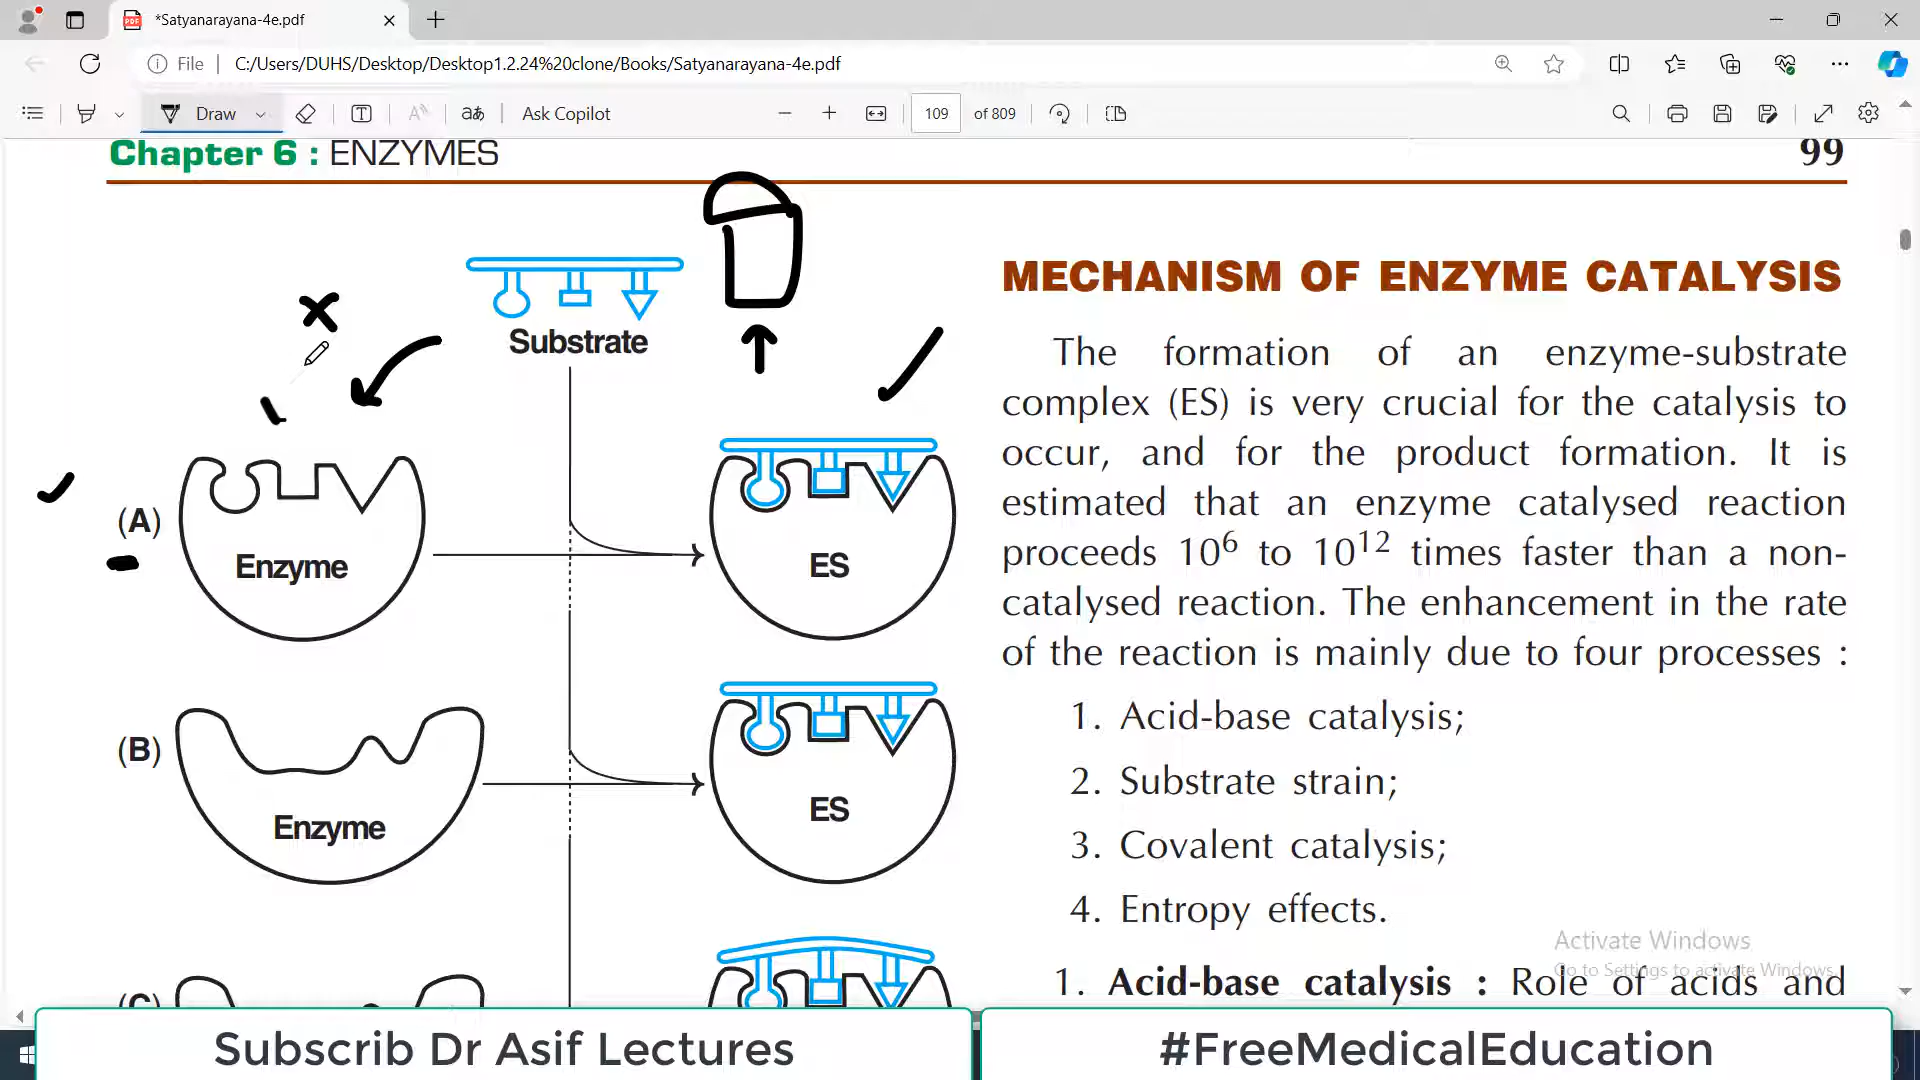 *Satyanarayana-4e.pdf
File
C:/Users/DUHS/Desktop/Desktop1.2.24%20clone/Books/Satyanarayana-4e.pdf
Draw
aあ
Ask Copilot
109 of 809
Chapter 6 : ENZYMES
99
Substrate
(A)
Enzyme
ES
(B)
Enzyme
ES
(C)
MECHANISM OF ENZYME CATALYSIS
The formation of an enzyme-substrate
complex (ES) is very crucial for the catalysis to
occur, and for the product formation. It is
estimated that an enzyme catalysed reaction
proceeds 10⁶ to 10¹² times faster than a non-
catalysed reaction. The enhancement in the rate
of the reaction is mainly due to four processes :
1. Acid-base catalysis;
2. Substrate strain;
3. Covalent catalysis;
4. Entropy effects.
1. Acid-base catalysis : Role of acids and
Activate Windows
Go to Settings to activate Windows.
Subscrib Dr Asif Lectures
#FreeMedicalEducation